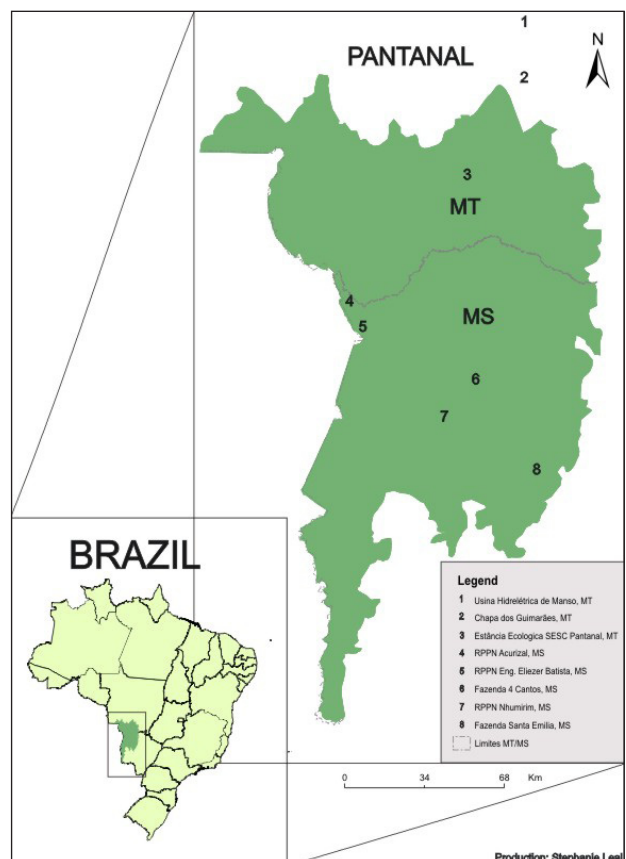 1
PANTANAL
N
2
3
MT
4
MS
5
6
7
8
BRAZIL
Legend
1 Usina Hidrelétrica de Manso, MT
2 Chapa dos Guimarães, MT
3 Estância Ecologica SESC Pantanal, MT
4 RPPN Acurizal, MS
5 RPPN Eng. Eliezer Batista, MS
6 Fazenda 4 Cantos, MS
7 RPPN Nhumirim, MS
8 Fazenda Santa Emilia, MS
Limites MT/MS
0 34 68 Km
Production: Stephanie Leal